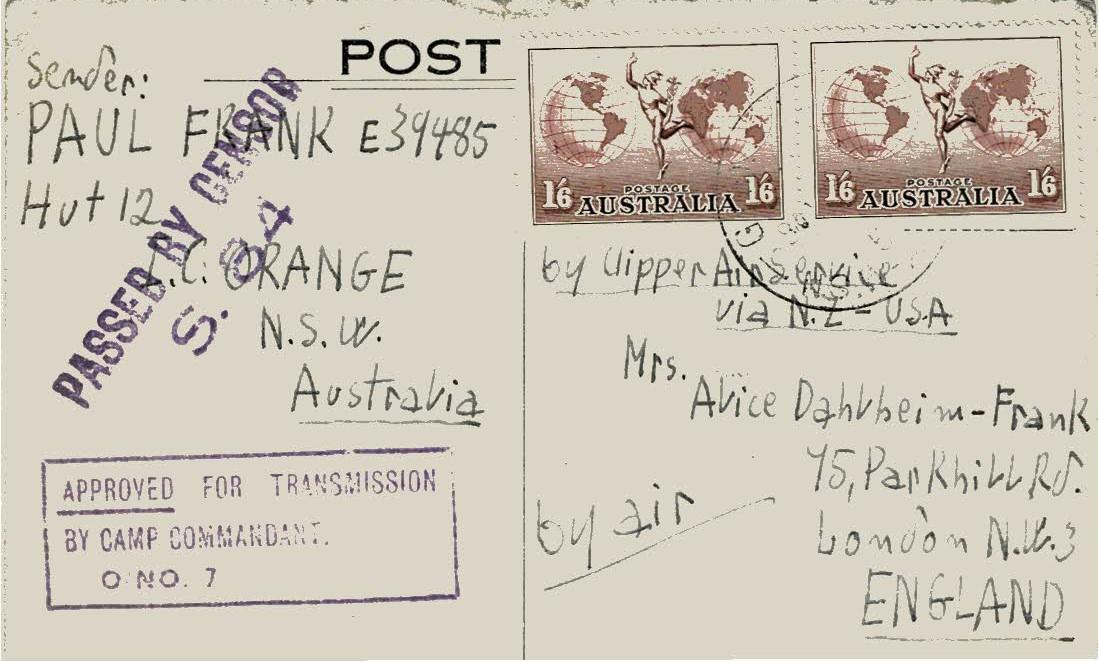 POST
Sender:
PAUL FRANK E39485
Hut 12
I.C. ORANGE
N.S.W.
Australia
PASSED BY CENSOR
S. 84
APPROVED FOR TRANSMISSION
BY CAMP COMMANDANT.
O NO. 7
1/6 POSTAGE 1/6
AUSTRALIA
1/6 POSTAGE 1/6
AUSTRALIA
by Clipper Air Service
via N.Z - USA
Mrs.
Alice Dahlheim-Frank
45, Parkhill Rd.
London N.W.3
ENGLAND
by air